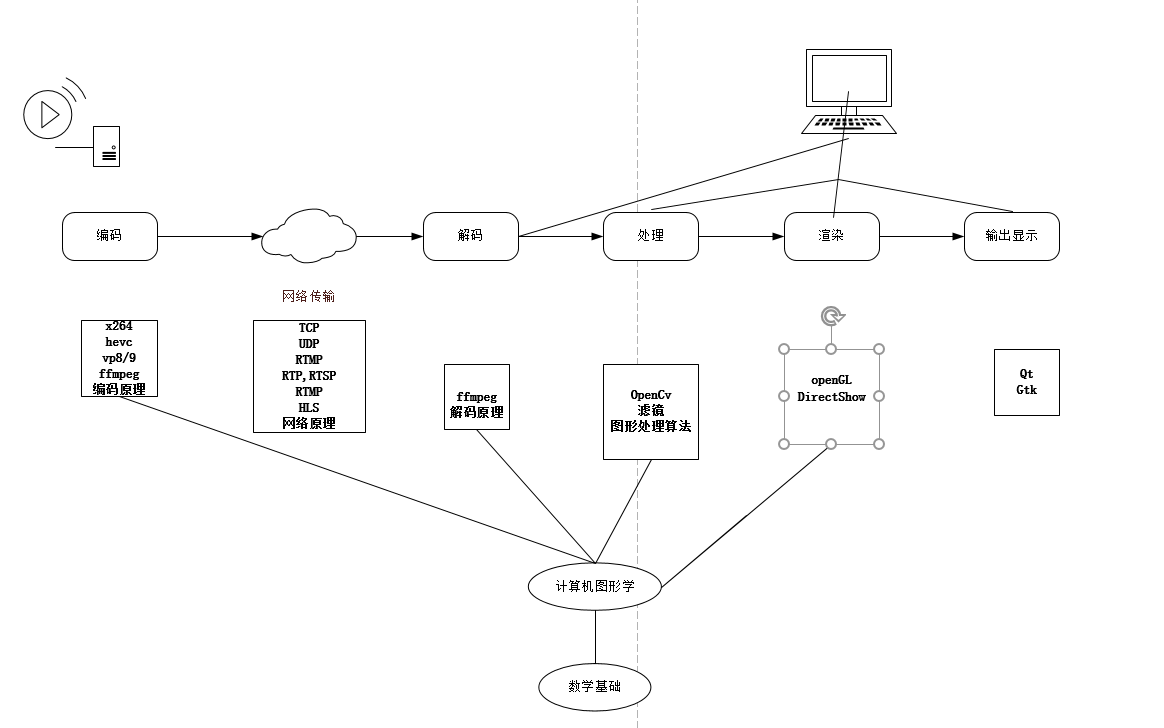 编码
解码
处理
渲染
输出显示
网络传输
x264
hevc
vp8/9
ffmpeg
编码原理
TCP
UDP
RTMP
RTP,RTSP
RTMP
HLS
网络原理
ffmpeg
解码原理
OpenCv
滤镜
图形处理算法
openGL
DirectShow
Qt
Gtk
计算机图形学
数学基础